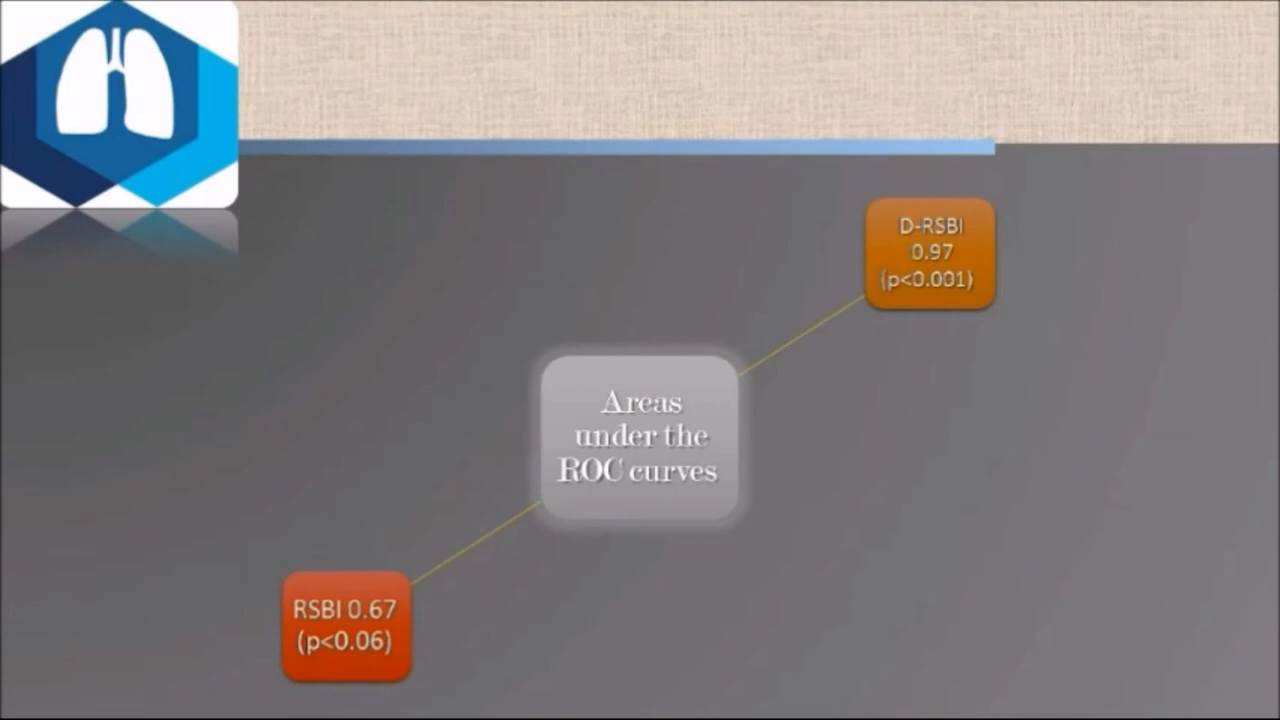 D-RSBI
0.97
(p<0.001)
Areas
under the
ROC curves
RSBI 0.67
(p<0.06)